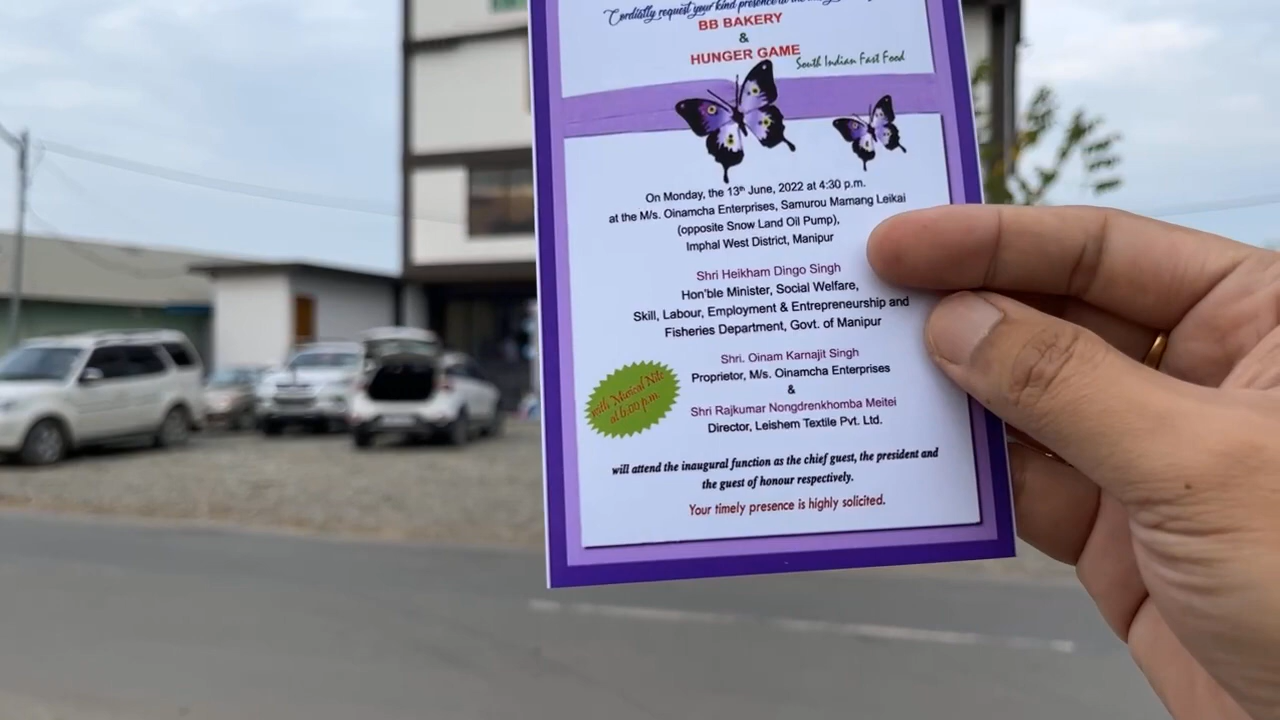 Cordially request your kind presence
BB BAKERY
&
HUNGER GAME
South Indian Fast Food
On Monday, the 13th June, 2022 at 4:30 p.m.
at the M/s. Oinamcha Enterprises, Samurou Mamang Leikai
(opposite Snow Land Oil Pump),
Imphal West District, Manipur
Shri Heikham Dingo Singh
Hon'ble Minister, Social Welfare,
Skill, Labour, Employment & Entrepreneurship and
Fisheries Department, Govt. of Manipur
Shri. Oinam Karnajit Singh
Proprietor, M/s. Oinamcha Enterprises
&
Shri Rajkumar Nongdrenkhomba Meitei
Director, Leishem Textile Pvt. Ltd.
with Musical Nite
at 6:00 p.m
will attend the inaugural function as the chief guest, the president and
the guest of honour respectively.
Your timely presence is highly solicited.